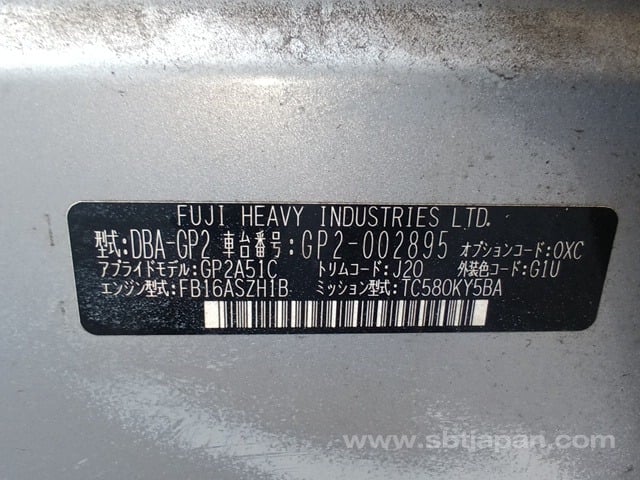 FUJI HEAVY INDUSTRIES LTD.
型式:DBA-GP2 車台番号:GP2-002895 オプションコード:OXC
アプライドモデル:GP2A51C トリムコード:J20 外装色コード:G1U
エンジン型式:FB16ASZH1B ミッション型式:TC580KY5BA
www.sbtjapan.com